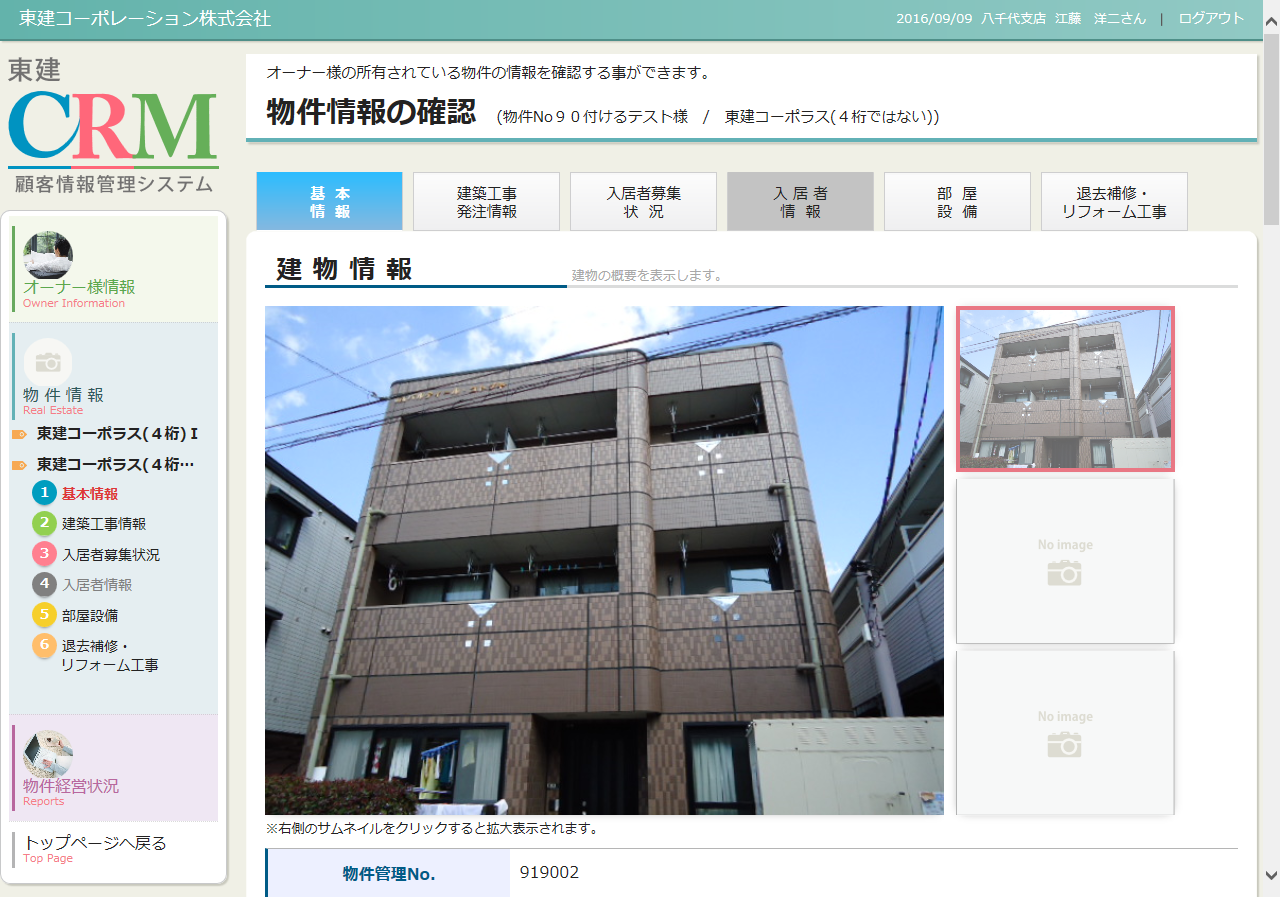 東建コーポレーション株式会社
2016/09/09 八千代支店 江藤 洋二さん | ログアウト
東建
CRM
顧客情報管理システム
オーナー様の所有されている物件の情報を確認する事ができます。
物件情報の確認 (物件No９０付けるテスト様 / 東建コーポラス(４桁ではない))
基 本
情 報
建築工事
発注情報
入居者募集
状 況
入 居 者
情 報
部 屋
設 備
退去補修・
リフォーム工事
オーナー様情報
Owner Information
物 件 情 報
Real Estate
東建コーポラス(４桁) I
東建コーポラス(４桁…
1 基本情報
2 建築工事情報
3 入居者募集状況
4 入居者情報
5 部屋設備
6 退去補修・
リフォーム工事
物件経営状況
Reports
トップページへ戻る
Top Page
建 物 情 報 建物の概要を表示します。
No image
No image
※右側のサムネイルをクリックすると拡大表示されます。
物件管理No. 919002